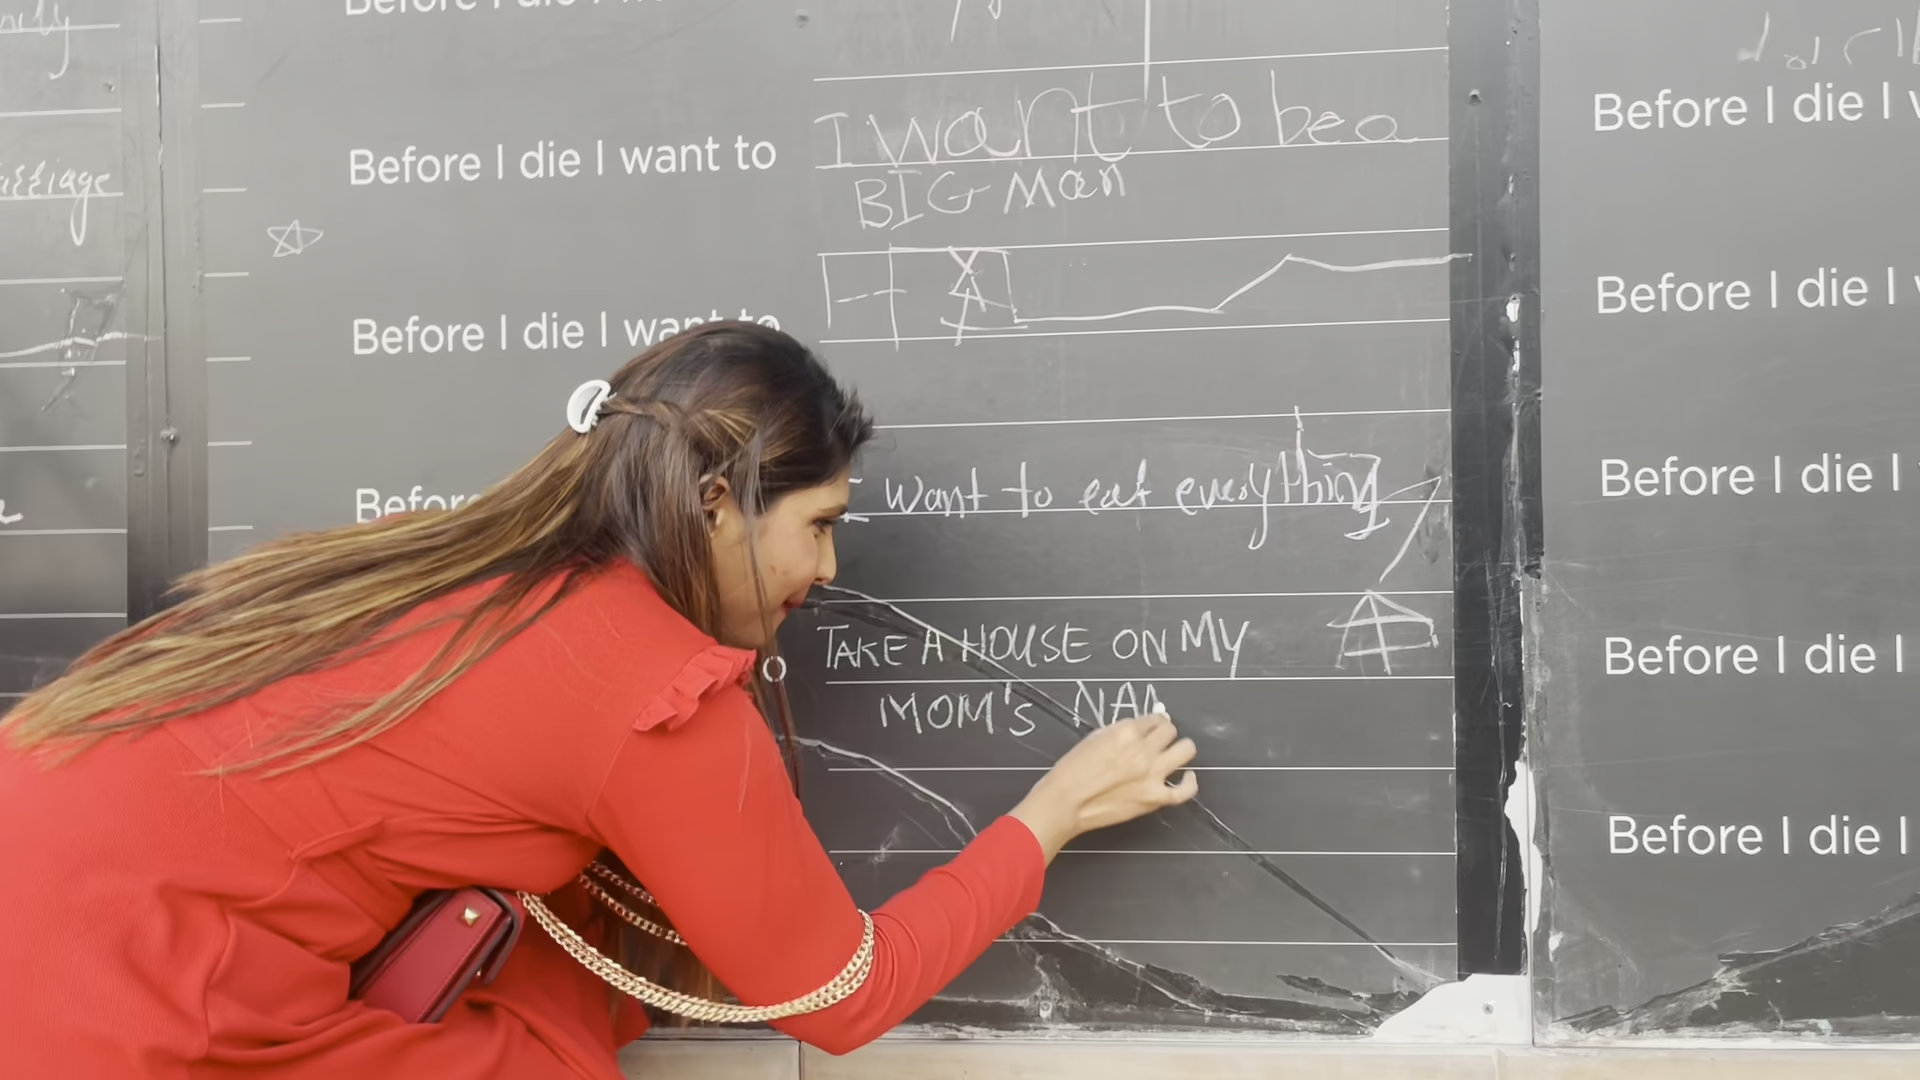 Before I die I want to I want to be a
BIG Man
Before I die I want to
I want to eat everything
TAKE A HOUSE ON MY
MOM'S
Before I die I
Before I die I
Before I die I
Before I die I
Before I die I